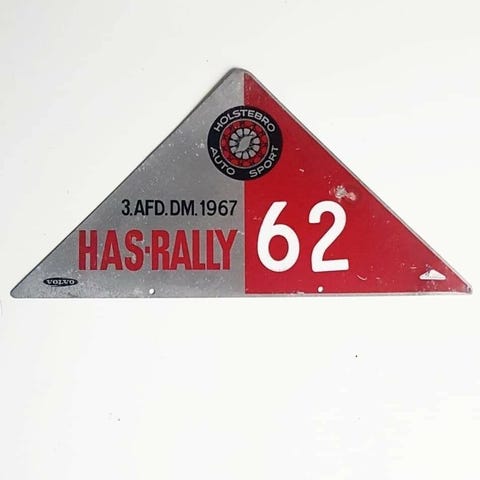 HOLSTEBRO
AUTO SPORT
3.AFD.DM.1967
HAS-RALLY
62
VOLVO